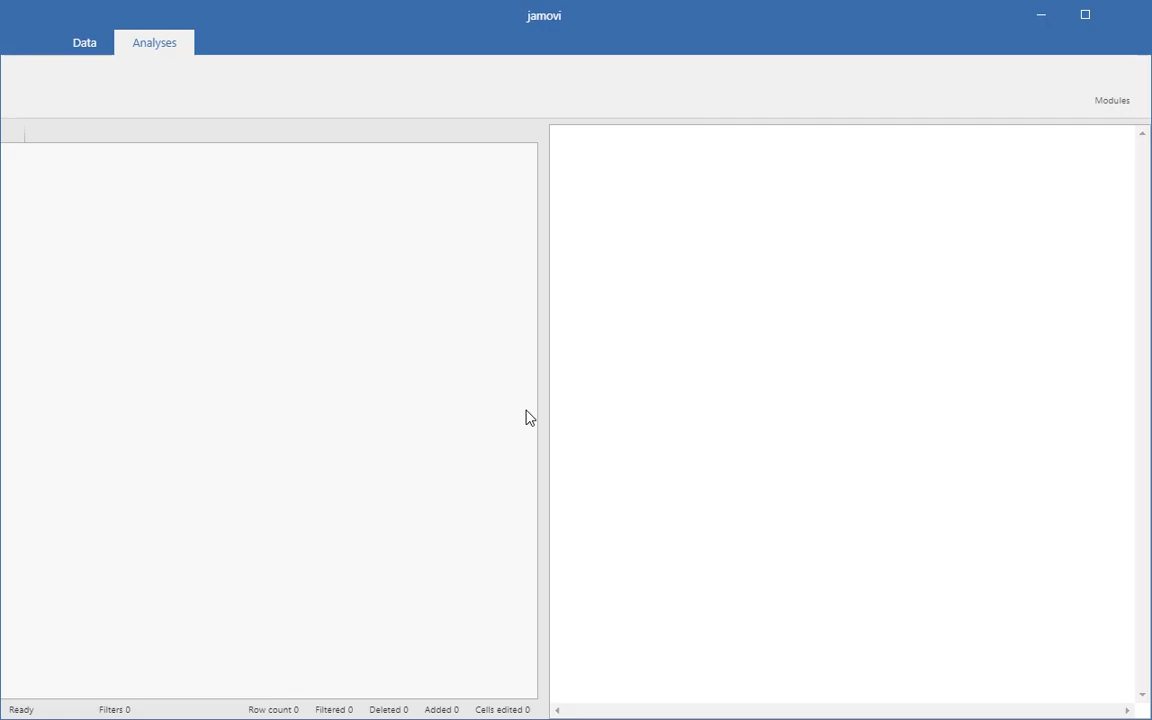 jamovi
Data Analyses
Modules
Ready Filters 0 Row count 0 Filtered 0 Deleted 0 Added 0 Cells edited 0